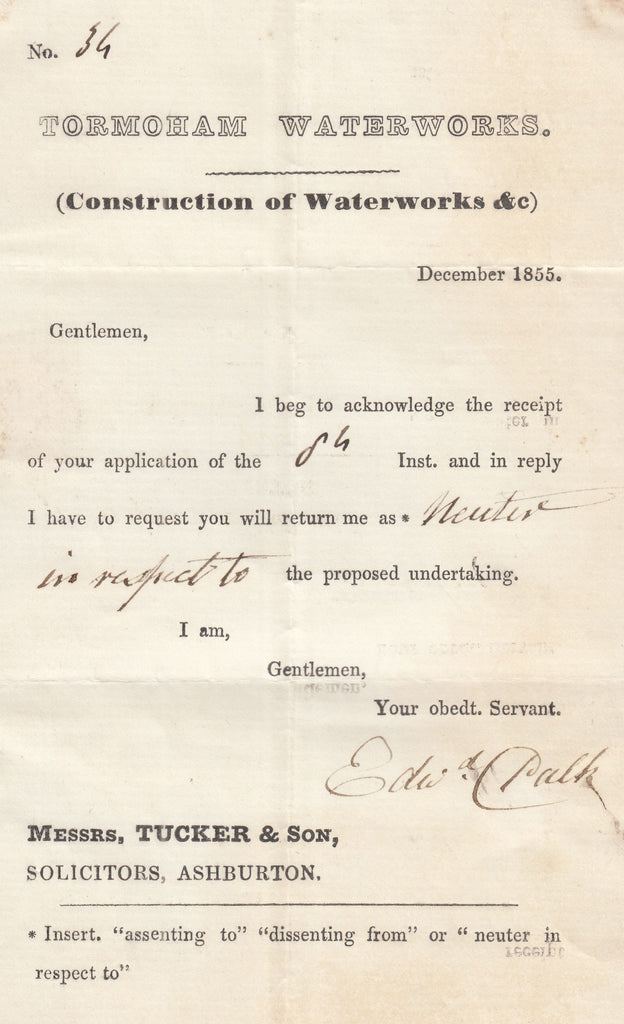 No. 34
TORMOHAM WATERWORKS.
(Construction of Waterworks &c)
December 1855.
Gentlemen,
I beg to acknowledge the receipt
of your application of the 8th Inst. and in reply
I have to request you will return me as * Neuter
in respect to the proposed undertaking.
I am,
Gentlemen,
Your obedt. Servant.
Edwd. Palk
MESSRS, TUCKER & SON,
SOLICITORS, ASHBURTON.
* Insert. "assenting to" "dissenting from" or " neuter in
respect to"